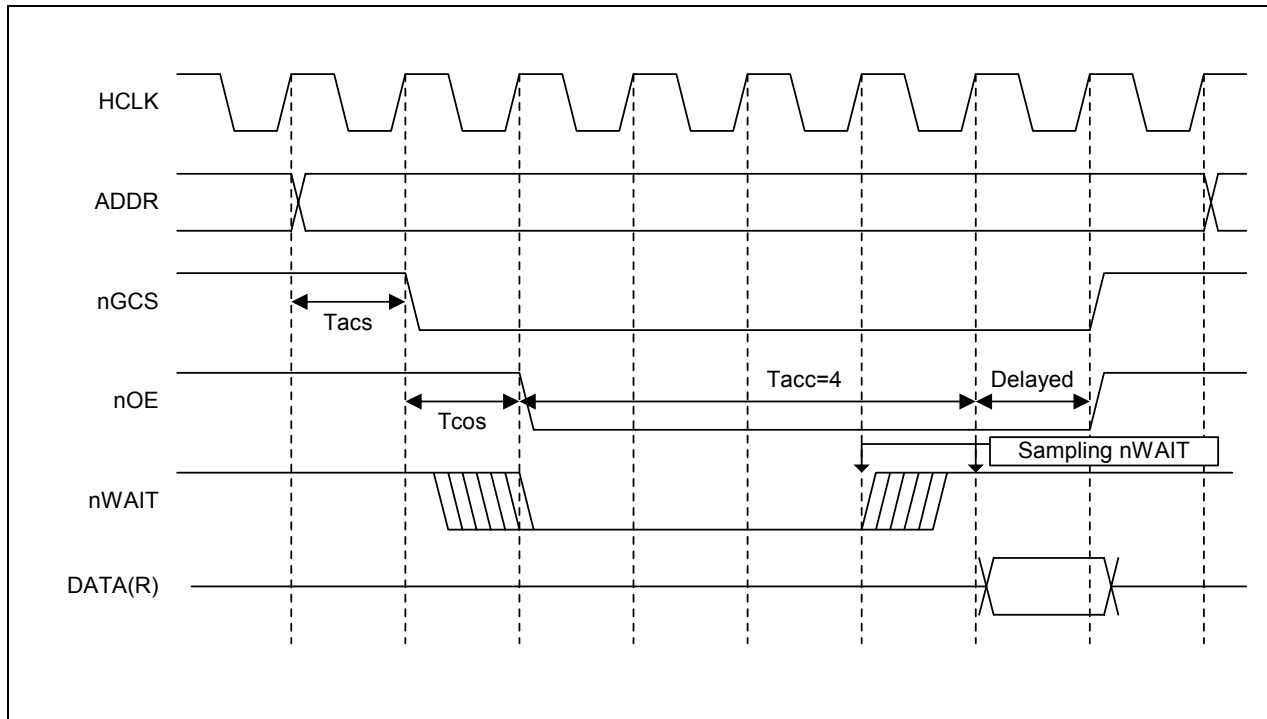 HCLK
ADDR
nGCS
Tacs
nOE
Tcos
Tacc=4
Delayed
Sampling nWAIT
nWAIT
DATA(R)